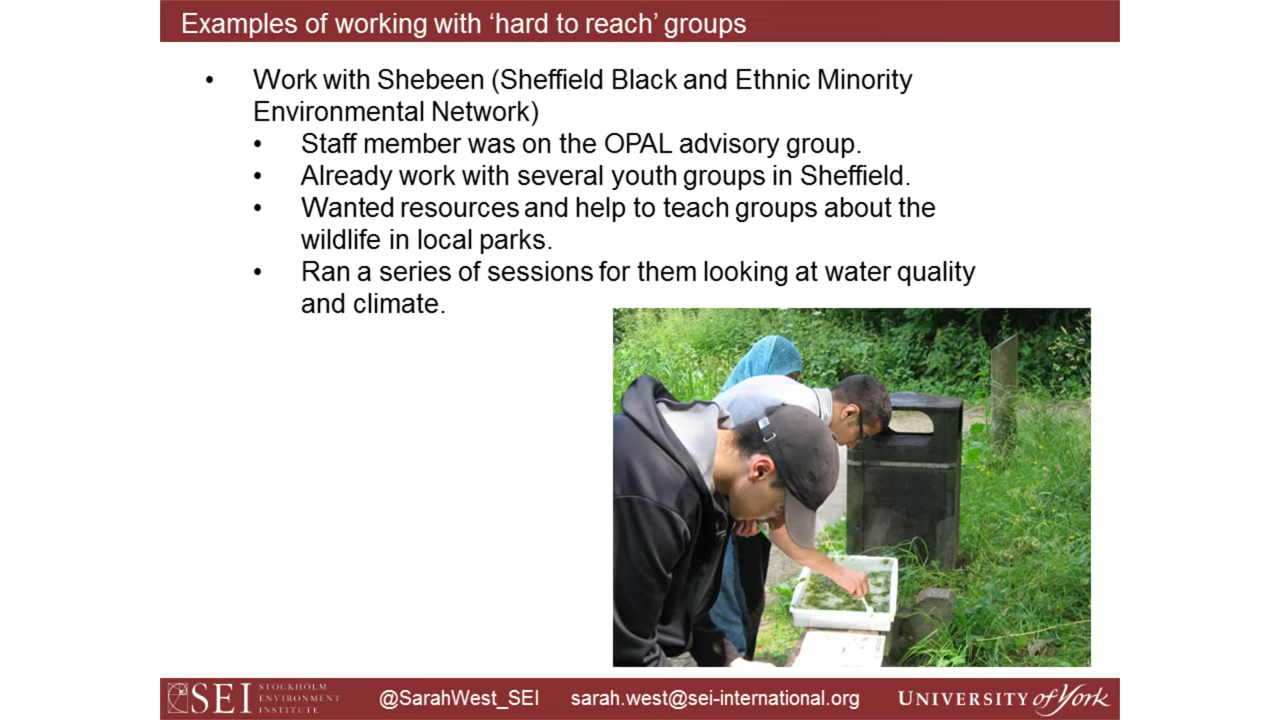 Examples of working with ‘hard to reach’ groups
• Work with Shebeen (Sheffield Black and Ethnic Minority
Environmental Network)
• Staff member was on the OPAL advisory group.
• Already work with several youth groups in Sheffield.
• Wanted resources and help to teach groups about the
wildlife in local parks.
• Ran a series of sessions for them looking at water quality
and climate.
SEI STOCKHOLM
ENVIRONMENT
INSTITUTE
@SarahWest_SEI sarah.west@sei-international.org
UNIVERSITY of York